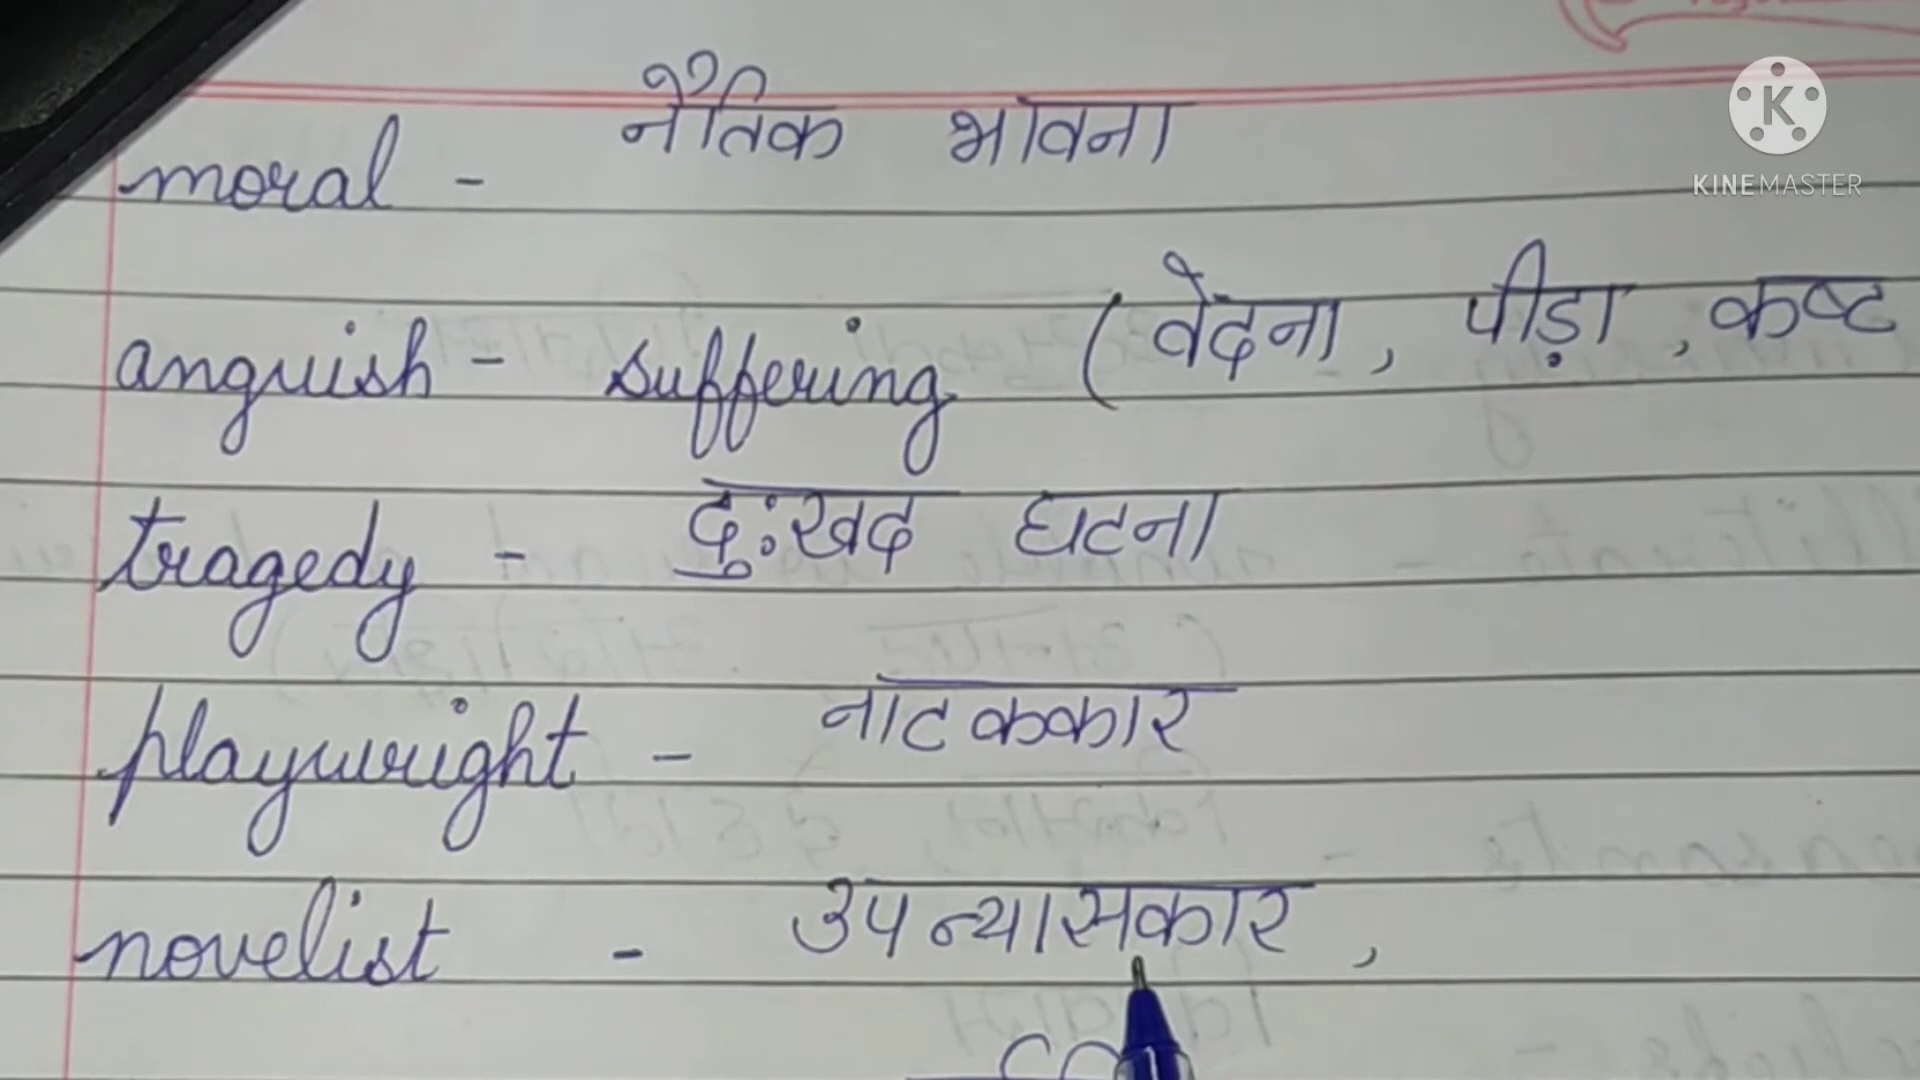 moral - नैतिक भावना
anguish - suffering (वेदना, पीड़ा, कष्ट
tragedy - दुःखद घटना
playwright - नाटककार
novelist - उपन्यासकार,
K
KINEMASTER